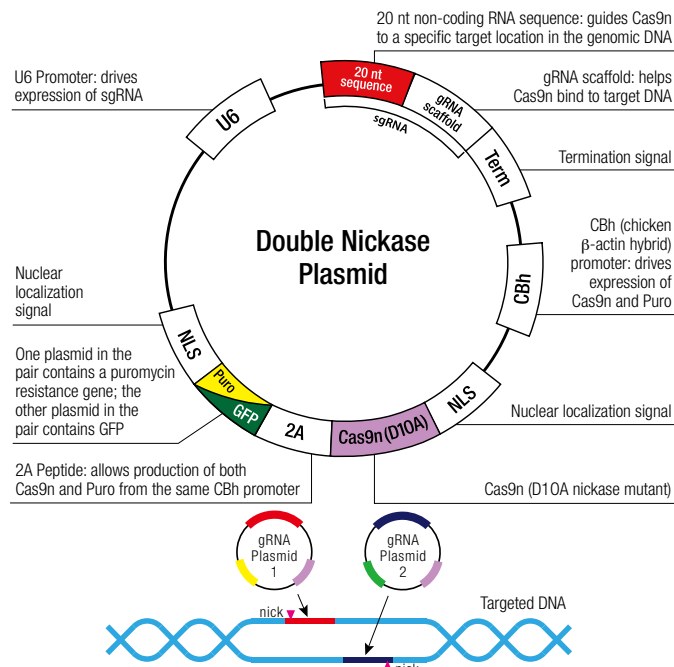 20 nt non-coding RNA sequence: guides Cas9n
to a specific target location in the genomic DNA
U6 Promoter: drives
expression of sgRNA
gRNA scaffold: helps
Cas9n bind to target DNA
Termination signal
CBh (chicken
β-actin hybrid)
promoter: drives
expression of
Cas9n and Puro
Nuclear
localization
signal
One plasmid in the
pair contains a puromycin
resistance gene; the
other plasmid in the
pair contains GFP
Nuclear localization signal
2A Peptide: allows production of both
Cas9n and Puro from the same CBh promoter
Cas9n (D10A nickase mutant)
U6
20 nt
sequence
gRNA
scaffold
sgRNA
Term
CBh
NLS
Cas9n (D10A)
2A
GFP
Puro
NLS
Double Nickase
Plasmid
gRNA
Plasmid
1
gRNA
Plasmid
2
Targeted DNA
nick
nick